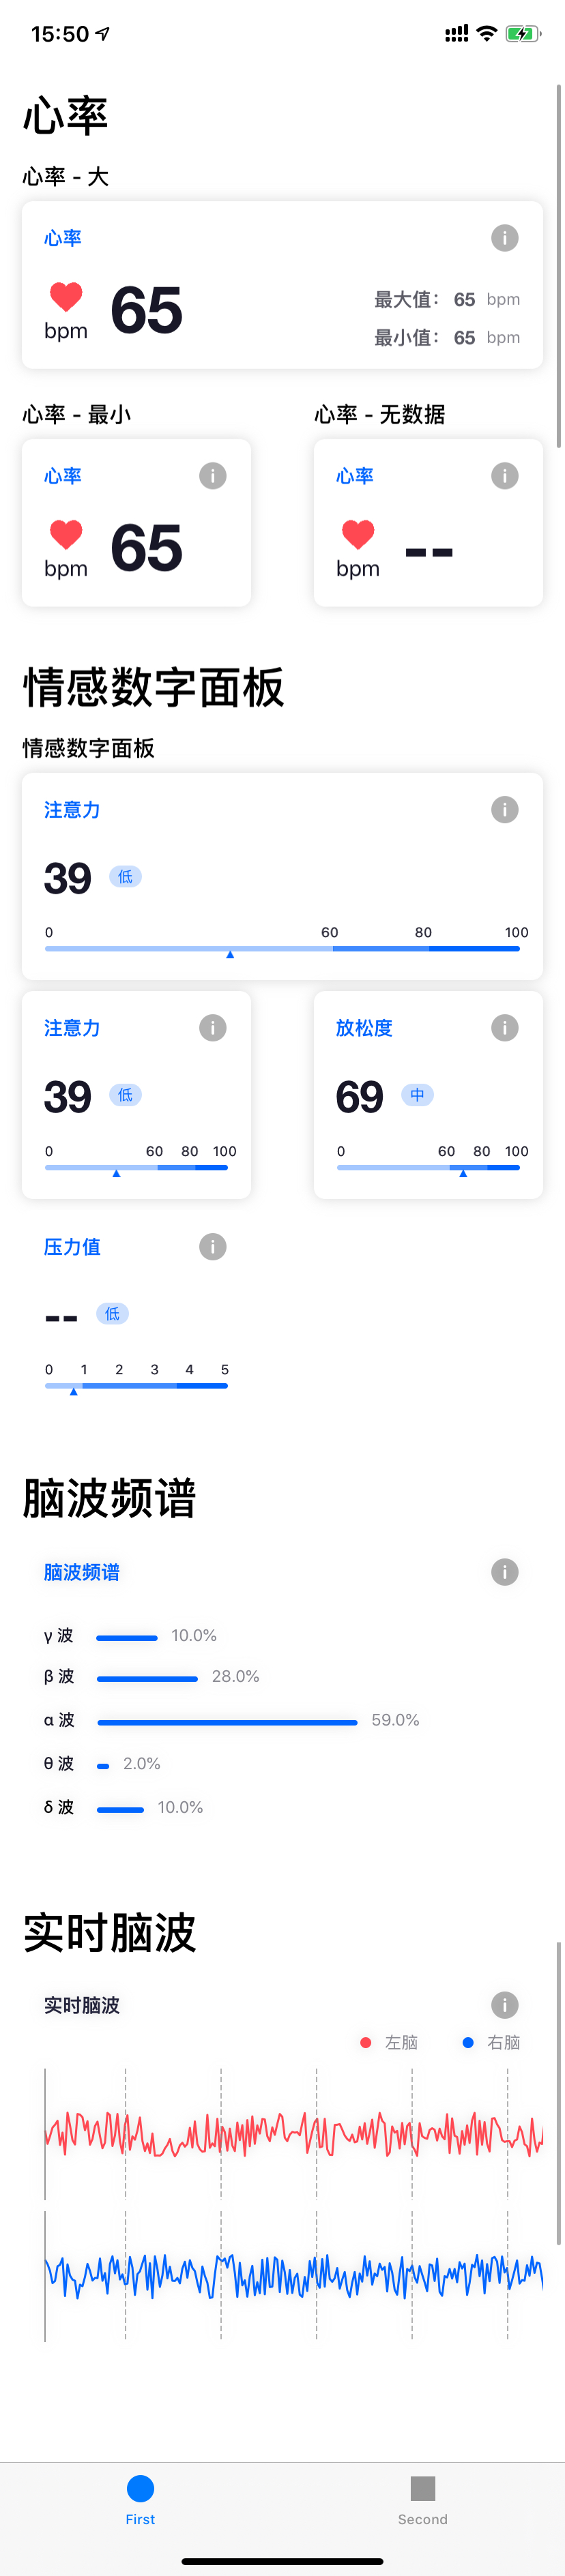 15:50
心率
心率 - 大
心率
65
bpm
最大值： 65 bpm
最小值： 65 bpm
心率 - 最小
心率 - 无数据
心率
心率
65
bpm
--
bpm
情感数字面板
情感数字面板
注意力
39 低
0 60 80 100
注意力
放松度
39 低
69 中
0 60 80 100
0 60 80 100
压力值
-- 低
0 1 2 3 4 5
脑波频谱
脑波频谱
γ 波 10.0%
β 波 28.0%
α 波 59.0%
θ 波 2.0%
δ 波 10.0%
实时脑波
实时脑波
左脑 右脑
First Second